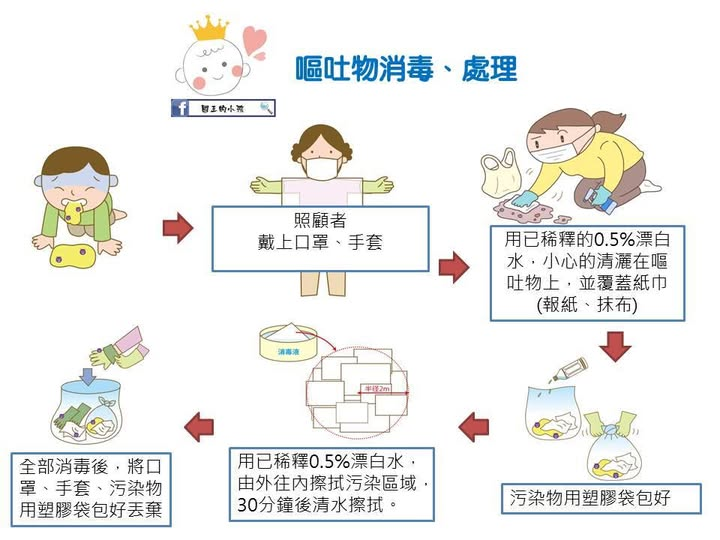 嘔吐物消毒、處理
國王的小孩
照顧者
戴上口罩、手套
用已稀釋的0.5%漂白
水，小心的清灑在嘔
吐物上，並覆蓋紙巾
(報紙、抹布)
污染物用塑膠袋包好
消毒液
半徑2m
用已稀釋0.5%漂白水，
由外往內擦拭污染區域，
30分鐘後清水擦拭。
全部消毒後，將口
罩、手套、污染物
用塑膠袋包好丟棄